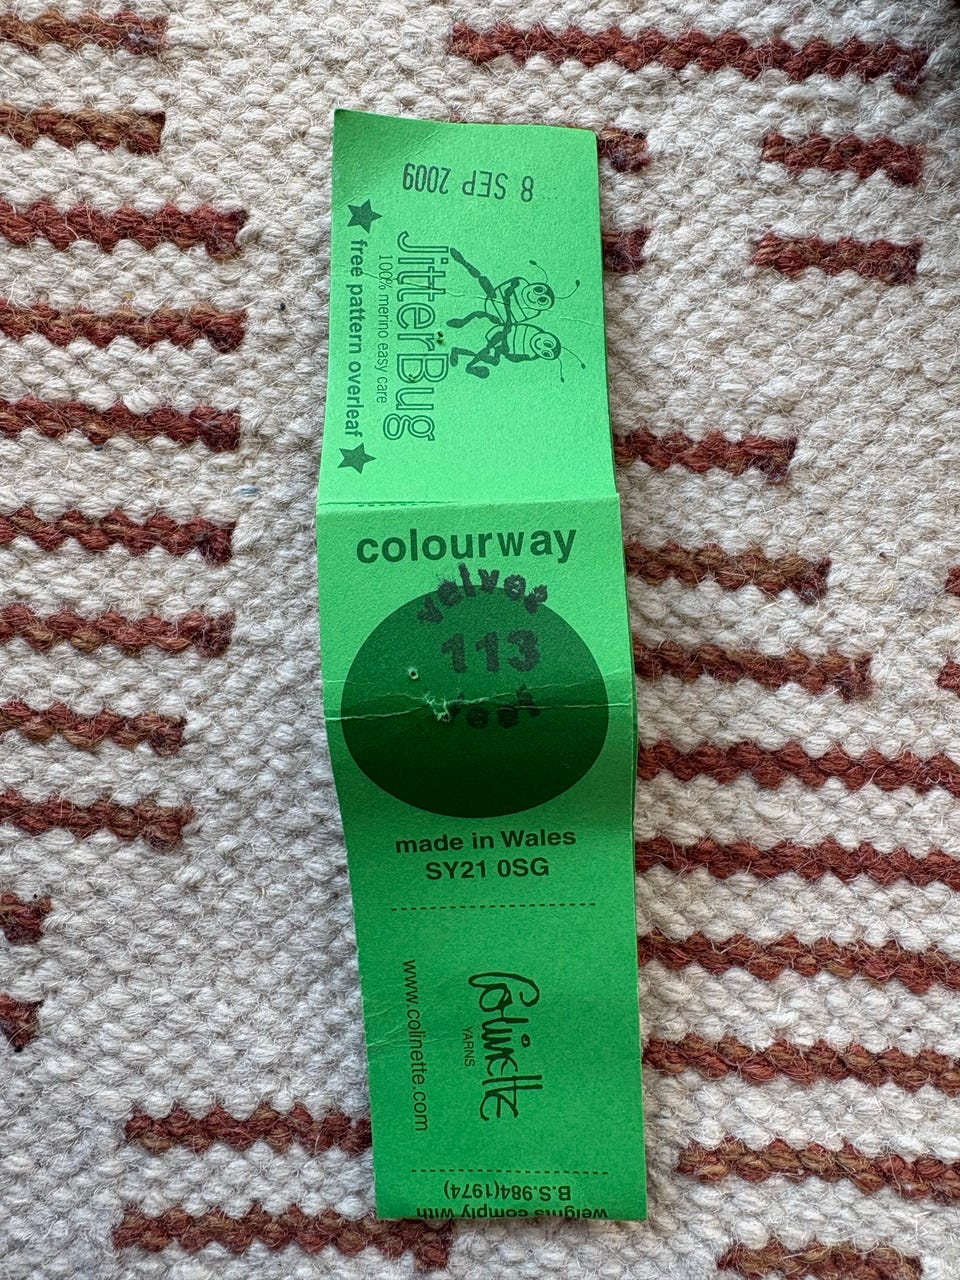 8 SEP 2009
JitterBug
100% merino easy care
free pattern overleaf
colourway
velvet
113
leaf
made in Wales
SY21 0SG
Colinette
YARNS
www.colinette.com
weights comply with
B.S.984(1974)